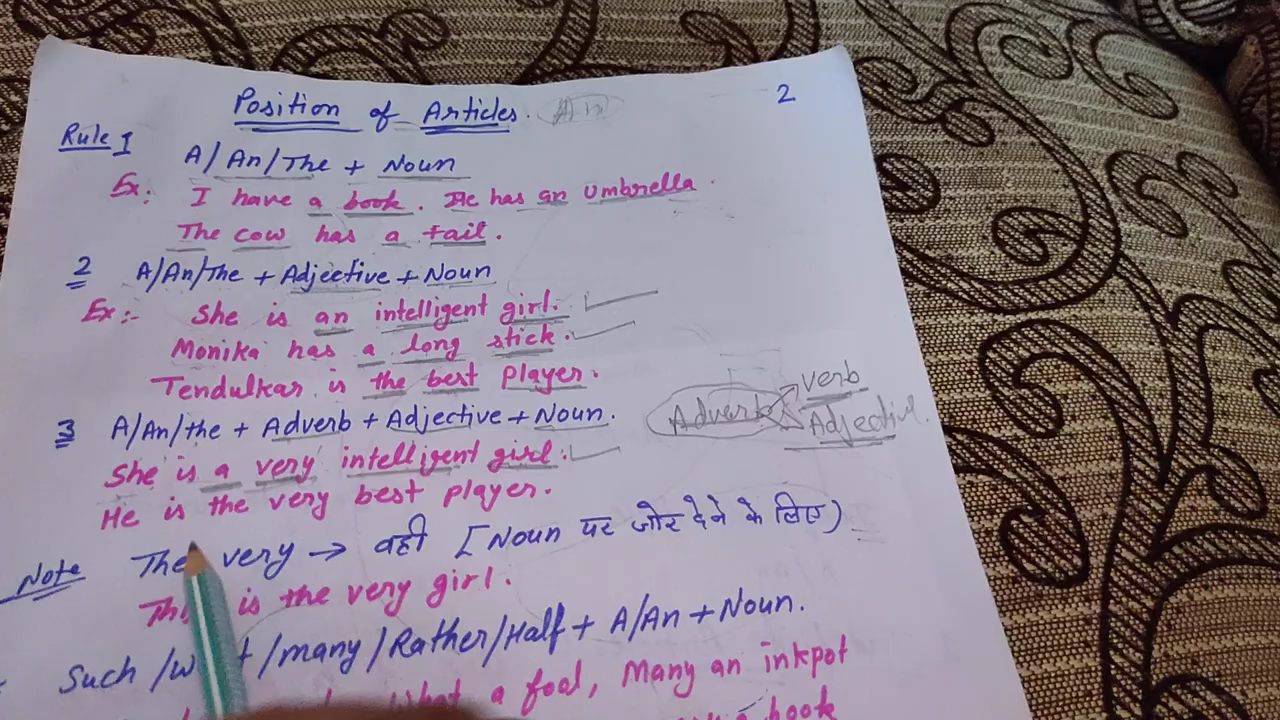 Position of Articles. 2
Rule 1
A/An/The + Noun
Ex: I have a book. He has an Umbrella.
The cow has a tail.
2 A/An/The + Adjective + Noun
Ex:- She is an intelligent girl.
Monika has a long stick.
Tendulkar is the best player.
3 A/An/the + Adverb + Adjective + Noun.
Adverb verb
Adjective
She is a very intelligent girl.
He is the very best player.
Note The very → वही [Noun पर जोर देने के लिए)
is the very girl.
Such / /many/Rather/Half + A/An + Noun.
What a fool, Many an inkpot
book